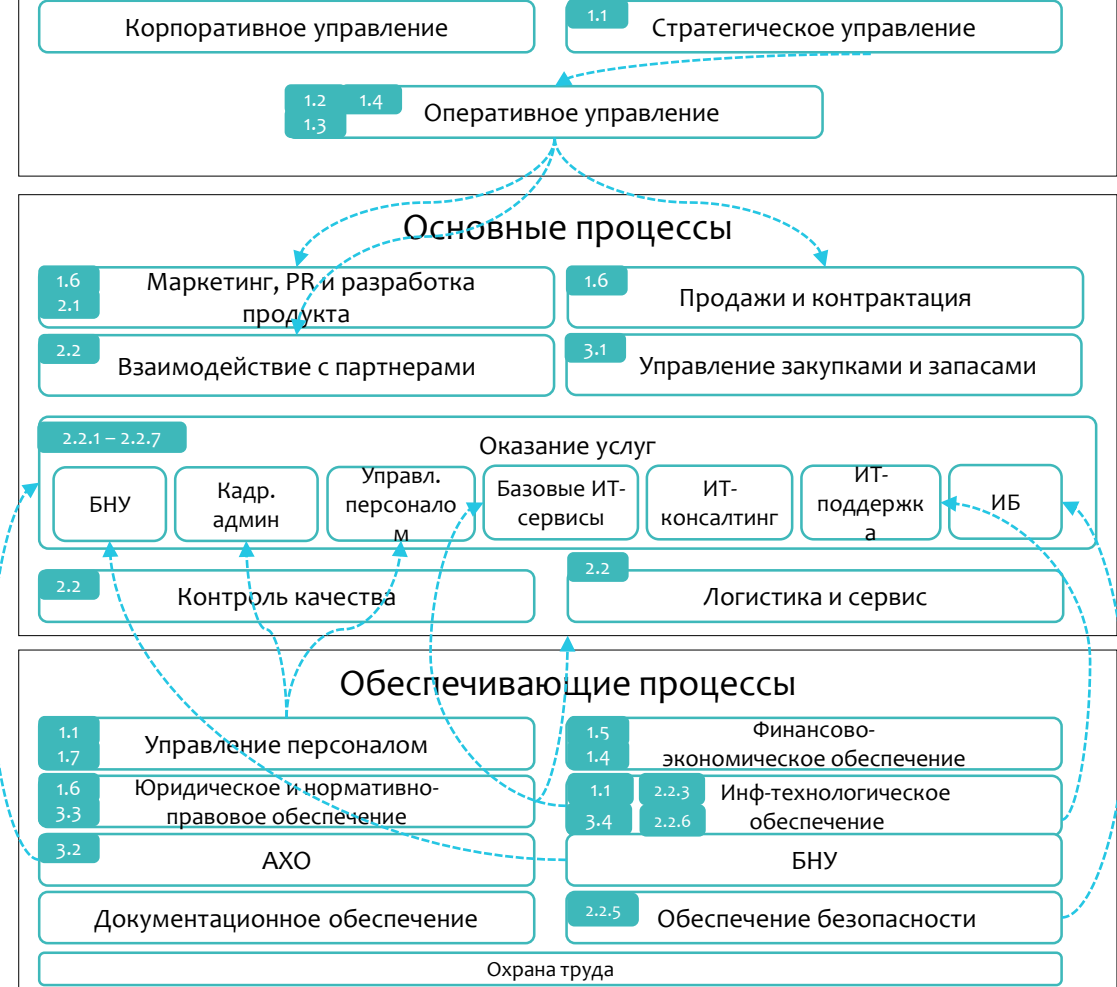 Корпоративное управление
1.1
Стратегическое управление
1.2
1.4
1.3
Оперативное управление
Основные процессы
1.6
2.1
Маркетинг, PR и разработка
продукта
1.6
Продажи и контрактация
2.2
Взаимодействие с партнерами
3.1
Управление закупками и запасами
2.2.1 – 2.2.7
Оказание услуг
БНУ
Кадр.
админ
Управл.
персонало
м
Базовые ИТ-
сервисы
ИТ-
консалтинг
ИТ-
поддержк
а
ИБ
2.2
Контроль качества
2.2
Логистика и сервис
Обеспечивающие процессы
1.1
1.7
Управление персоналом
1.5
1.4
Финансово-
экономическое обеспечение
1.6
3.3
Юридическое и нормативно-
правовое обеспечение
1.1
2.2.3
3.4
2.2.6
Инф-технологическое
обеспечение
3.2
АХО
БНУ
Документационное обеспечение
2.2.5
Обеспечение безопасности
Охрана труда